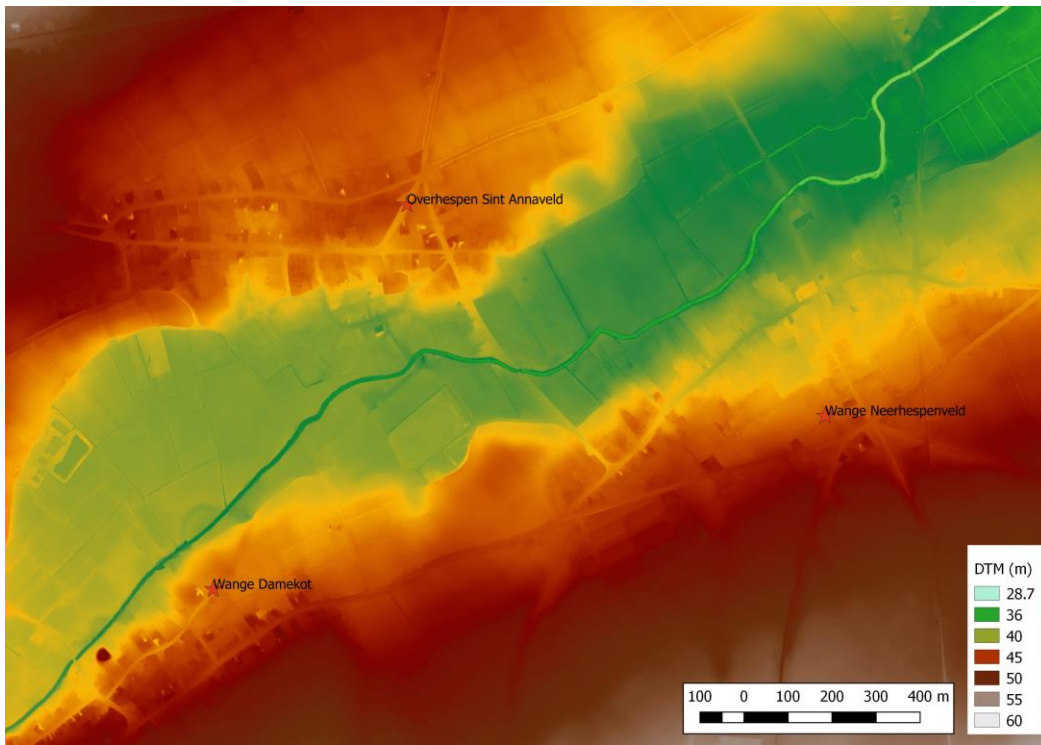 Overhespen Sint Annaveld
Wange Neerhespenveld
Wange Damekot
DTM (m)
28.7
36
40
45
50
55
60
100 0 100 200 300 400 m